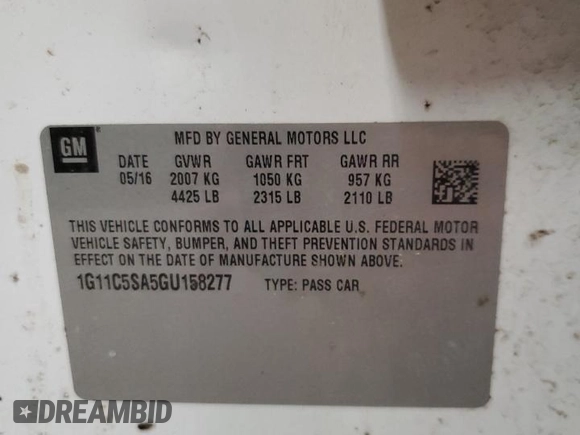 GM
®
MFD BY GENERAL MOTORS LLC
DATE GVWR GAWR FRT GAWR RR
05/16 2007 KG 1050 KG 957 KG
4425 LB 2315 LB 2110 LB
THIS VEHICLE CONFORMS TO ALL APPLICABLE U.S. FEDERAL MOTOR
VEHICLE SAFETY, BUMPER, AND THEFT PREVENTION STANDARDS IN
EFFECT ON THE DATE OF MANUFACTURE SHOWN ABOVE.
1G11C5SA5GU158277 TYPE: PASS CAR
DREAMBID